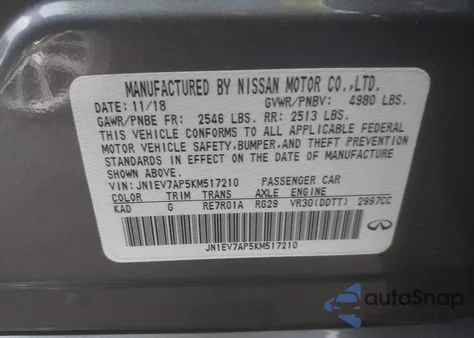 MANUFACTURED BY NISSAN MOTOR CO.,LTD.
DATE: 11/18 GVWR/PNBV: 4980 LBS.
GAWR/PNBE FR: 2546 LBS. RR: 2513 LBS.
THIS VEHICLE CONFORMS TO ALL APPLICABLE FEDERAL
MOTOR VEHICLE SAFETY,BUMPER,AND THEFT PREVENTION
STANDARDS IN EFFECT ON THE DATE OF MANUFACTURE
SHOWN ABOVE.
VIN: JN1EV7AP5KM517210 PASSENGER CAR
COLOR TRIM TRANS AXLE ENGINE
KAD G RE7R01A RG29 VR30(DDTT) 2997CC
JN1EV7AP5KM517210
autoSnap